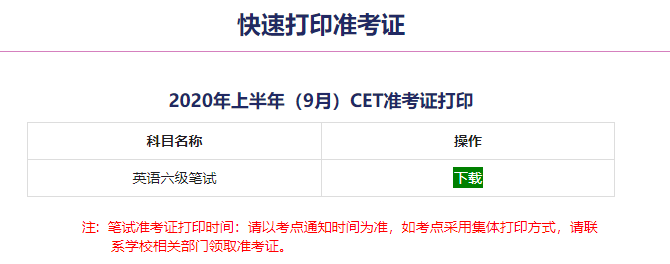 快速打印准考证
2020年上半年（9月）CET准考证打印
科目名称 操作
英语六级笔试 下载
注: 笔试准考证打印时间：请以考点通知时间为准，如考点采用集体打印方式，请联
系学校相关部门领取准考证。